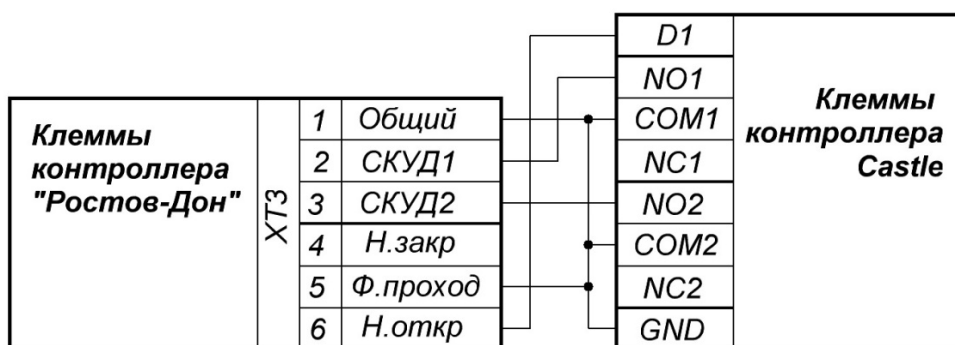 Клеммы
контроллера
"Ростов-Дон"
XT3
1 Общий
2 СКУД1
3 СКУД2
4 Н.закр
5 Ф.проход
6 Н.откр
D1
NO1
COM1
NC1
NO2
COM2
NC2
GND
Клеммы
контроллера
Castle